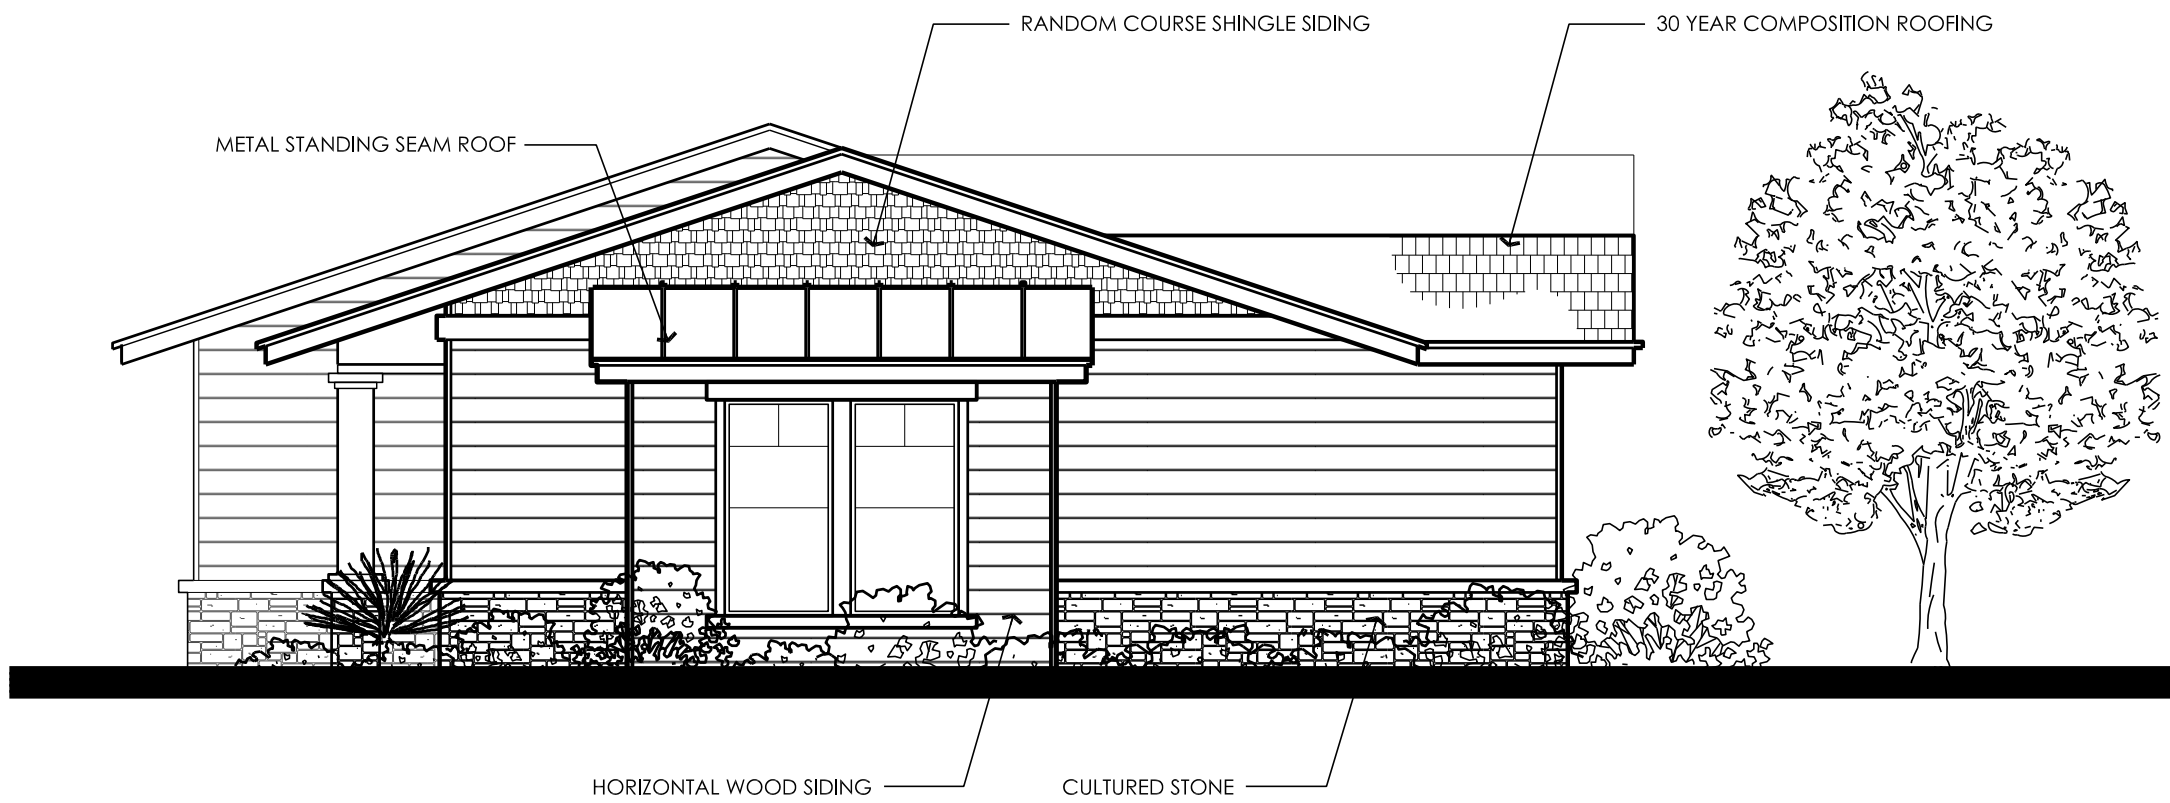 RANDOM COURSE SHINGLE SIDING
30 YEAR COMPOSITION ROOFING
METAL STANDING SEAM ROOF
HORIZONTAL WOOD SIDING
CULTURED STONE